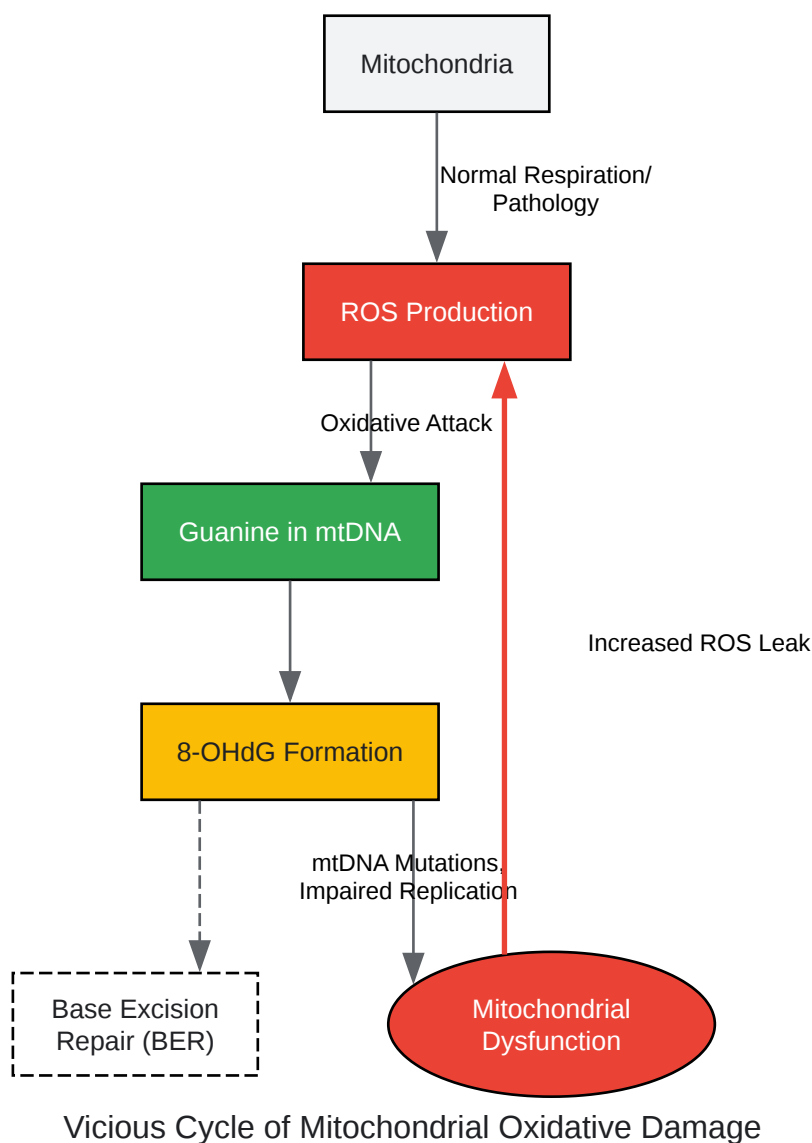 Mitochondria
Normal Respiration/
Pathology
ROS Production
Oxidative Attack
Guanine in mtDNA
Increased ROS Leak
8-OHdG Formation
mtDNA Mutations,
Impaired Replication
Base Excision
Repair (BER)
Mitochondrial
Dysfunction
Vicious Cycle of Mitochondrial Oxidative Damage